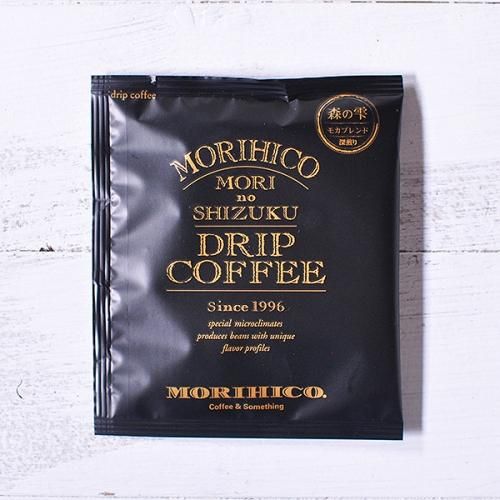 drip coffee
森の雫
モカブレンド
深煎り
MORIHICO
MORI
no
SHIZUKU
DRIP
COFFEE
Since 1996
special microclimates
produces beans with unique
flavor profiles
MORIHICO.
Coffee & Something